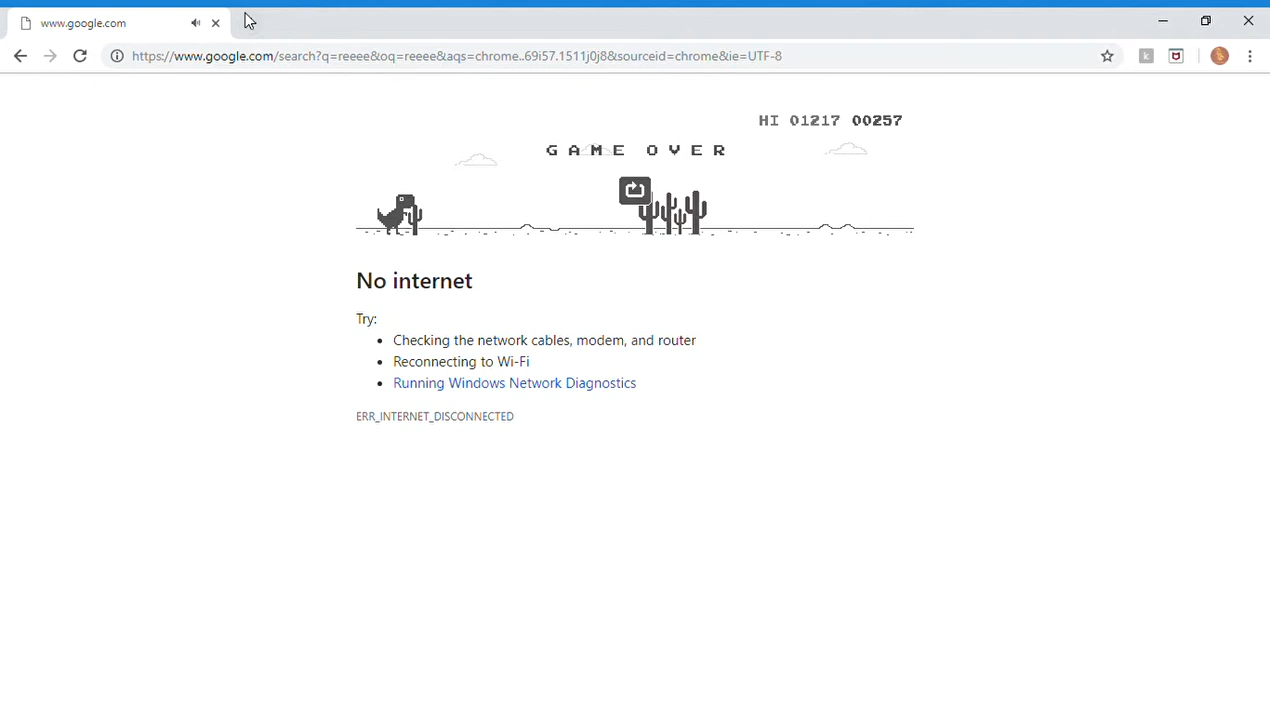 www.google.com
https://www.google.com/search?q=reeee&oq=reeee&aqs=chrome..69i57.1511j0j8&sourceid=chrome&ie=UTF-8
k
HI 01217 00257
GAME OVER
No internet
Try:
• Checking the network cables, modem, and router
• Reconnecting to Wi-Fi
• Running Windows Network Diagnostics
ERR_INTERNET_DISCONNECTED